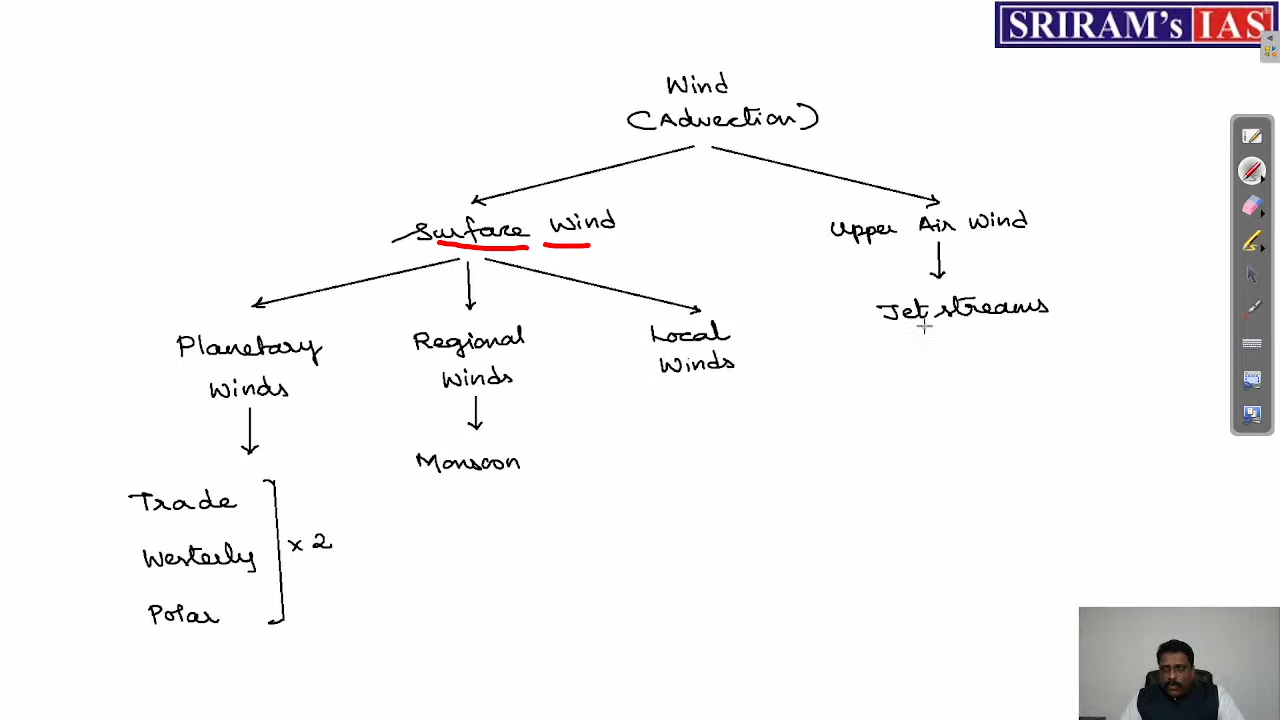 SRIRAM's IAS
Wind
(Advection)
Surface Wind
Upper Air Wind
Planetary
Winds
Regional
Winds
Local
Winds
Jet streams
Monsoon
Trade
Westerly
Polar
x 2